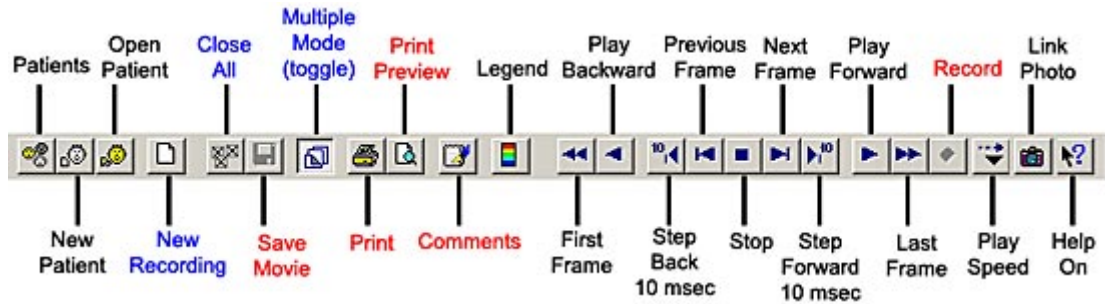 Patients
Open
Patient
Close
All
Multiple
Mode
(toggle)
Print
Preview
Legend
Play
Backward
Previous
Frame
Next
Frame
Play
Forward
Record
Link
Photo
10
10
?
New
Patient
New
Recording
Save
Movie
Print
Comments
First
Frame
Step
Back
10 msec
Stop
Step
Forward
10 msec
Last
Frame
Play
Speed
Help
On